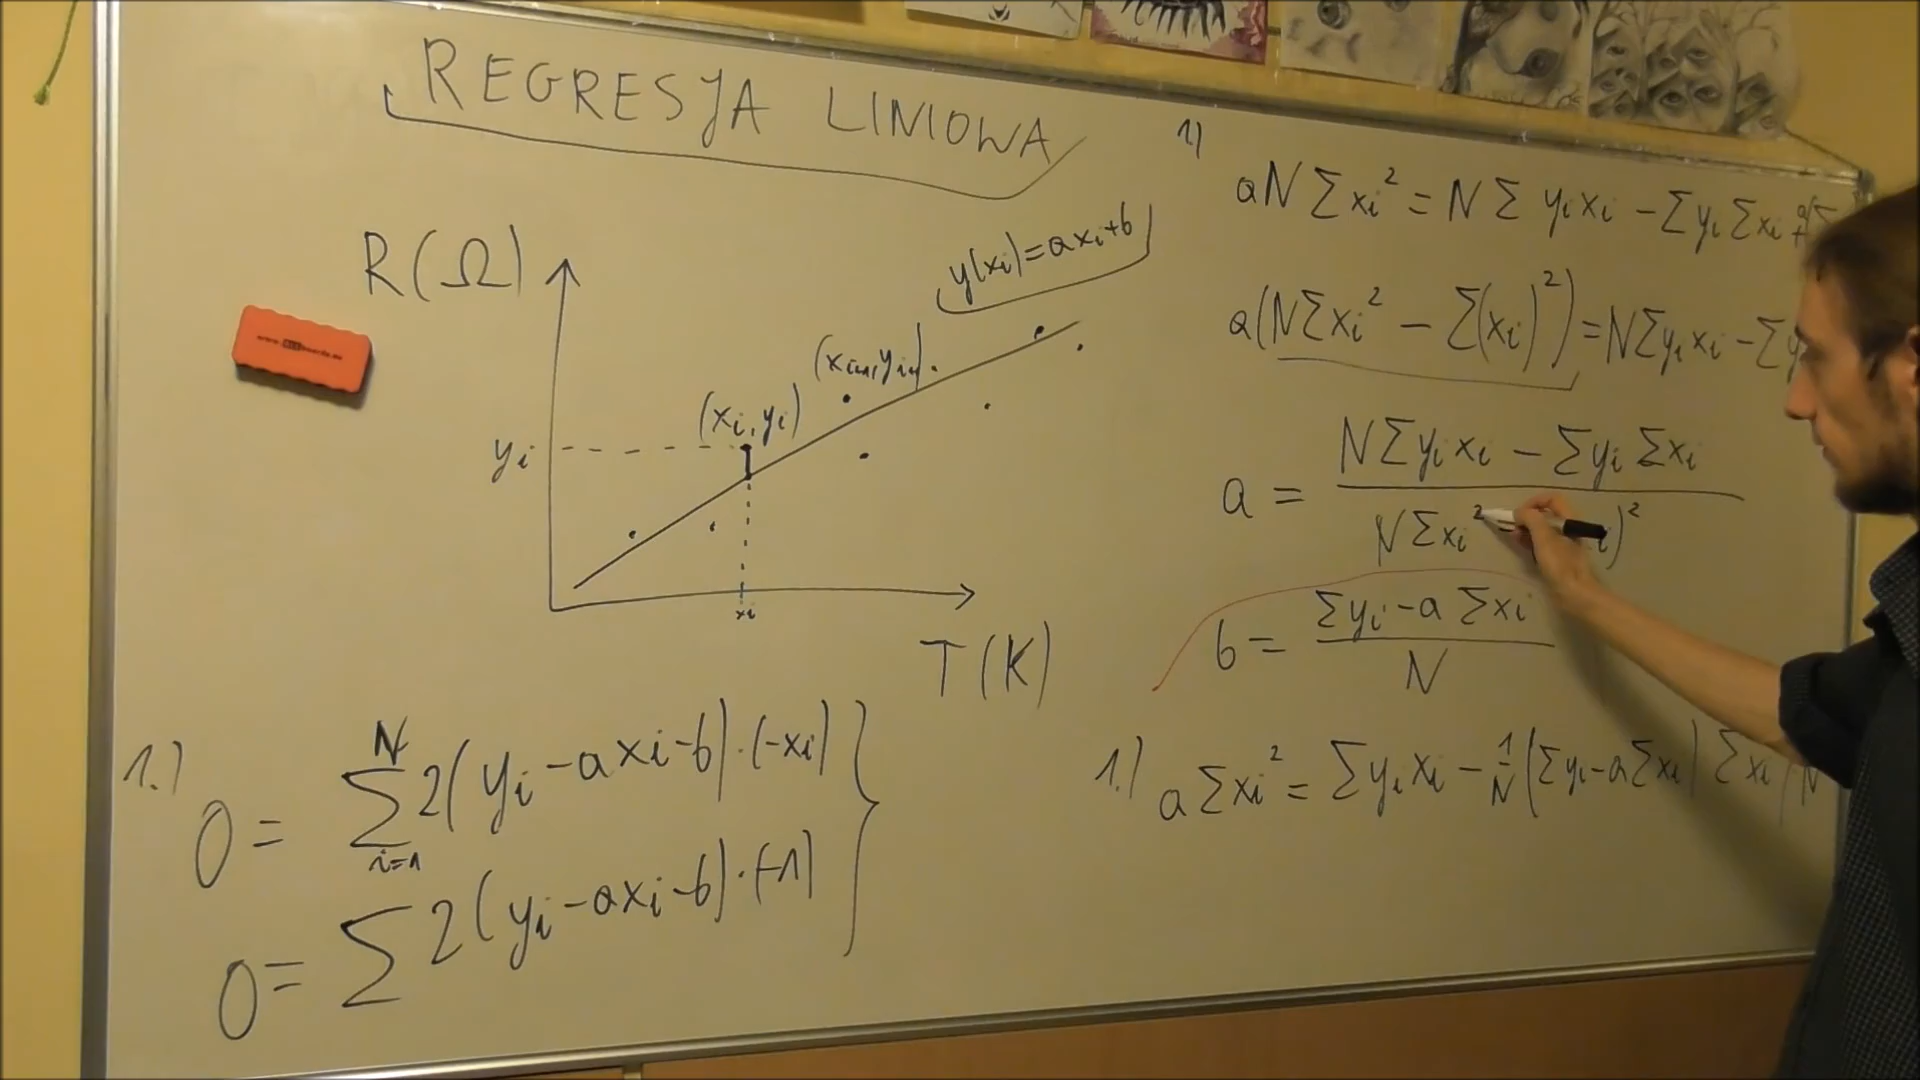 REGRESJA LINIOWA
R(Ω)
y(xi)=axi+b
(xi+1,yi+1)
(xi,yi)
yi
xi
T(K)
1.)
N
0= Σ 2(yi-axi-b)·(-xi)
i=1
0= Σ 2(yi-axi-b)·(-1)
1)
aNΣxi²=NΣyixi-ΣyiΣxi+
a(NΣxi²-Σ(xi)²)=NΣyixi-Σy
a = NΣyixi-ΣyiΣxi
NΣxi² i)²
b= Σyi-aΣxi
N
1.) aΣxi²=Σyixi-1/N(Σyi-aΣxi)Σxi /·N